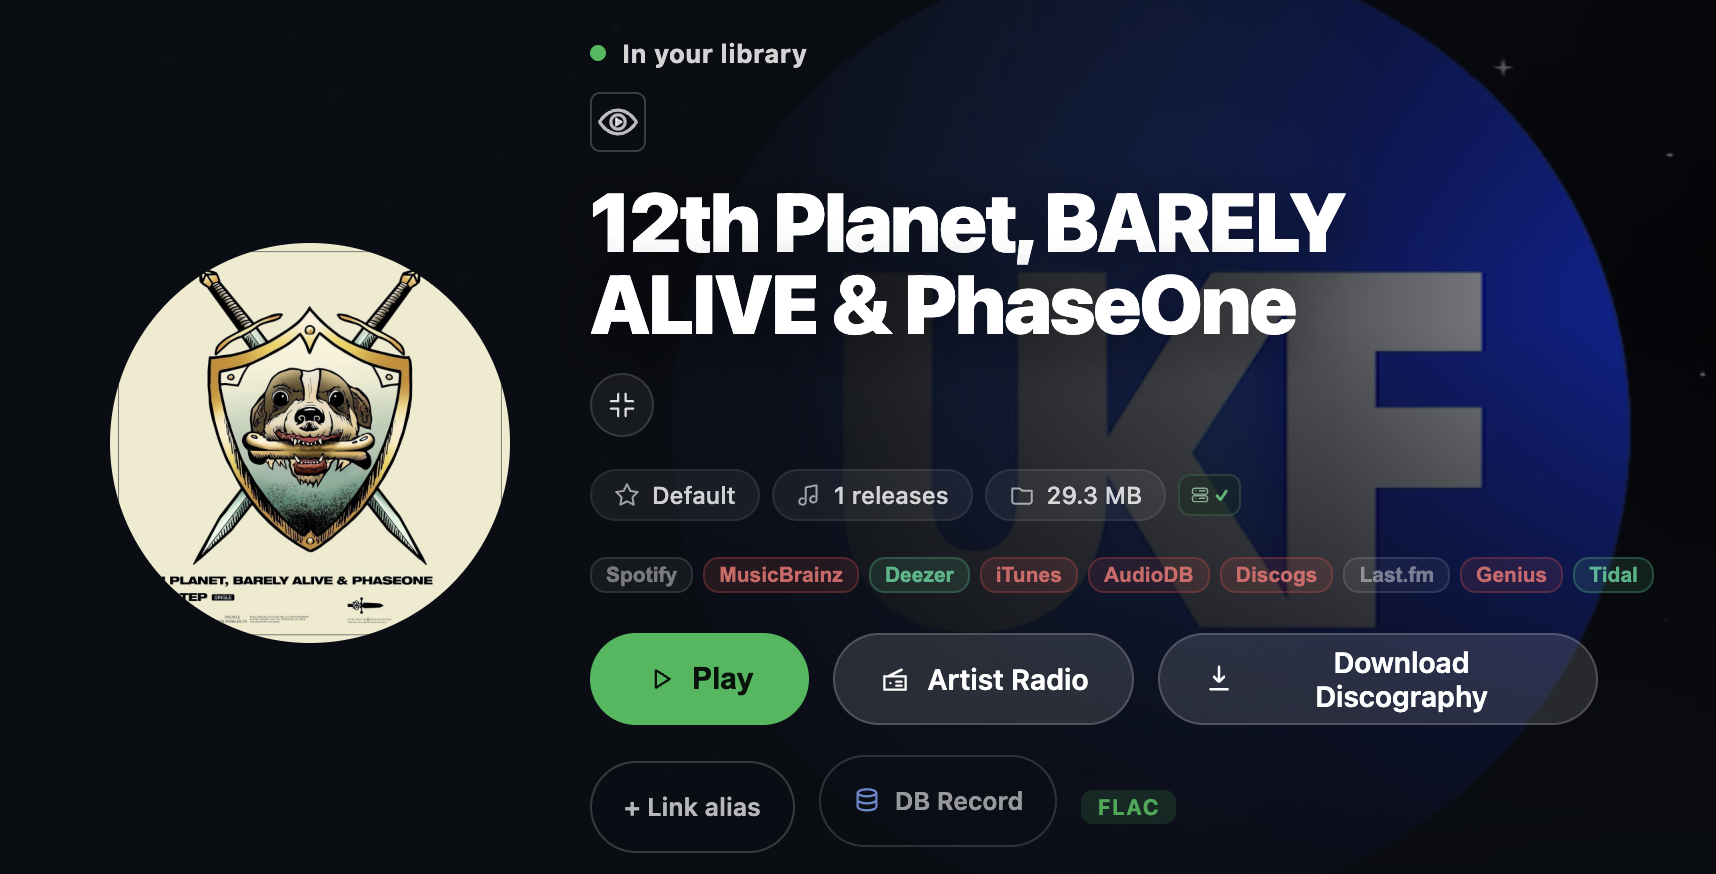 In your library
12th Planet, BARELY
ALIVE & PhaseOne
UKF
Default
1 releases
29.3 MB
Spotify
MusicBrainz
Deezer
iTunes
AudioDB
Discogs
Last.fm
Genius
Tidal
PLANET, BARELY ALIVE & PHASEONE
TEP SINGLE
Play
Artist Radio
Download
Discography
+ Link alias
DB Record
FLAC